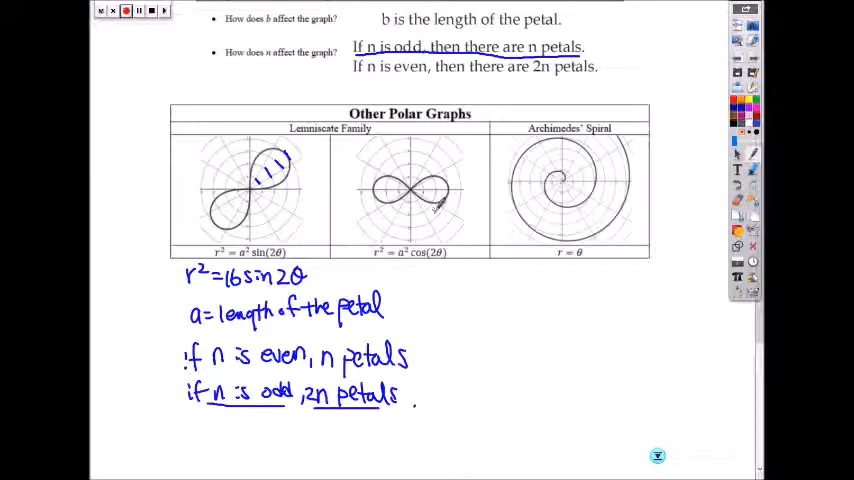 • How does b affect the graph? b is the length of the petal.
• How does n affect the graph? If n is odd, then there are n petals.
If n is even, then there are 2n petals.
Other Polar Graphs
Lemniscate Family Archimedes' Spiral
r² = a² sin(2θ) r² = a² cos(2θ) r = θ
r²=16sin2θ
a=length of the petal
if n is even, n petals
if n is odd, 2n petals.